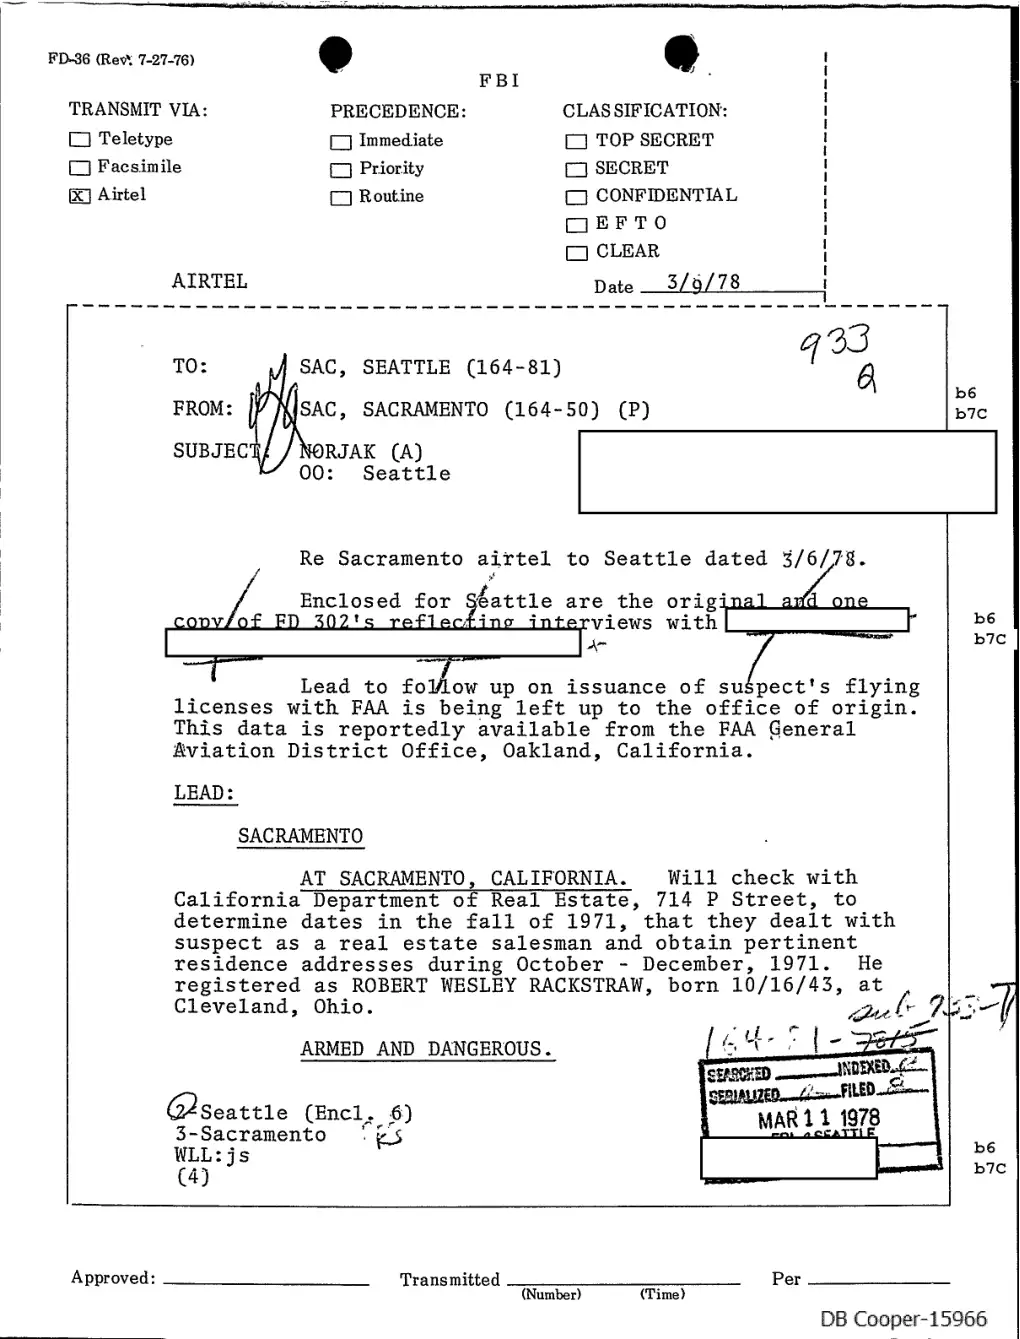 FD-36 (Rev. 7-27-76)
FBI
TRANSMIT VIA:
Teletype
Facsimile
X Airtel
PRECEDENCE:
Immediate
Priority
Routine
CLASSIFICATION:
TOP SECRET
SECRET
CONFIDENTIAL
E F T O
CLEAR
AIRTEL
Date 3/9/78
933
TO: SAC, SEATTLE (164-81)
b6
b7C
FROM: SAC, SACRAMENTO (164-50) (P)
SUBJECT: NORJAK (A)
OO: Seattle
Re Sacramento airtel to Seattle dated 3/6/78.
Enclosed for Seattle are the original and one
copy of FD 302's reflecting interviews with
b6
b7C
Lead to follow up on issuance of suspect's flying
licenses with FAA is being left up to the office of origin.
This data is reportedly available from the FAA General
Aviation District Office, Oakland, California.
LEAD:
SACRAMENTO
AT SACRAMENTO, CALIFORNIA. Will check with
California Department of Real Estate, 714 P Street, to
determine dates in the fall of 1971, that they dealt with
suspect as a real estate salesman and obtain pertinent
residence addresses during October - December, 1971. He
registered as ROBERT WESLEY RACKSTRAW, born 10/16/43, at
Cleveland, Ohio.
sub
164-81-
ARMED AND DANGEROUS.
SEARCHED INDEXED
SERIALIZED FILED
MAR 11 1978
FBI SEATTLE
2-Seattle (Encl. 6)
3-Sacramento
WLL:js
(4)
b6
b7C
Approved: Transmitted Per
(Number) (Time)
DB Cooper-15966